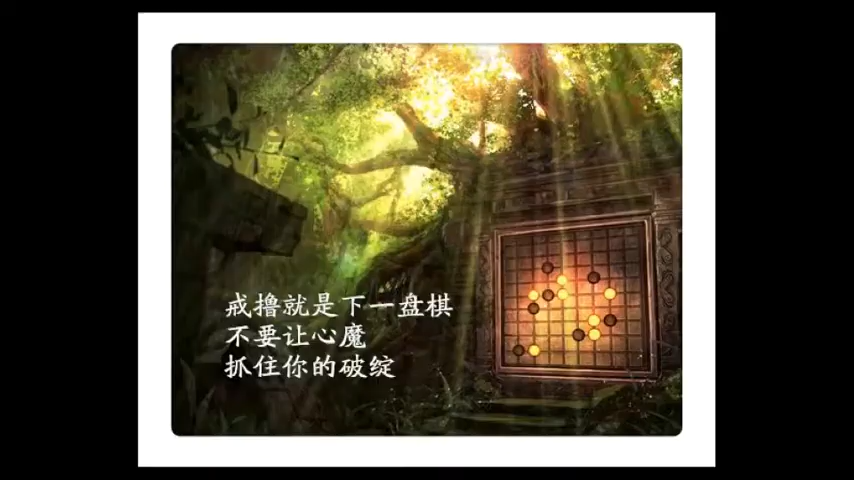 戒撸就是下一盘棋
不要让心魔
抓住你的破绽